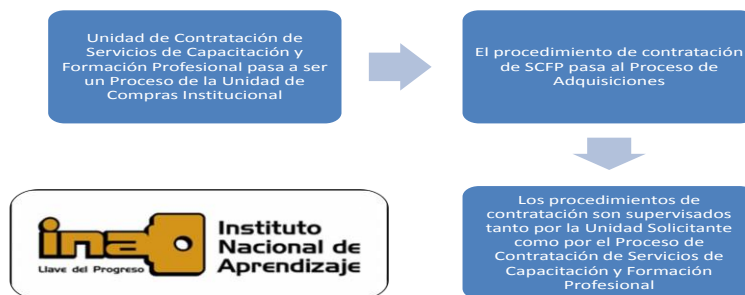 Unidad de Contratación de
Servicios de Capacitación y
Formación Profesional pasa a ser
un Proceso de la Unidad de
Compras Institucional
El procedimiento de contratación
de SCFP pasa al Proceso de
Adquisiciones
Los procedimientos de
contratación son supervisados
tanto por la Unidad Solicitante
como por el Proceso de
Contratación de Servicios de
Capacitación y Formación
Profesional
ina
Llave del Progreso
Instituto
Nacional de
Aprendizaje